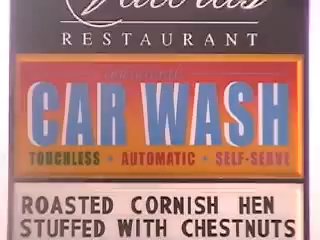 RESTAURANT
CAR WASH
TOUCHLESS • AUTOMATIC • SELF-SERVE
ROASTED CORNISH HEN
STUFFED WITH CHESTNUTS